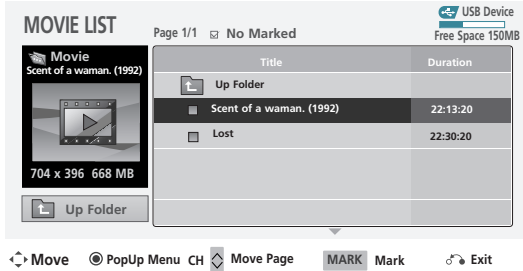 MOVIE LIST
Page 1/1 No Marked
USB Device
Free Space 150MB
Movie
Scent of a waman. (1992)
704 x 396 668 MB
Up Folder
Title Duration
Up Folder
Scent of a waman. (1992) 22:13:20
Lost 22:30:20
Move PopUp Menu CH Move Page MARK Mark Exit